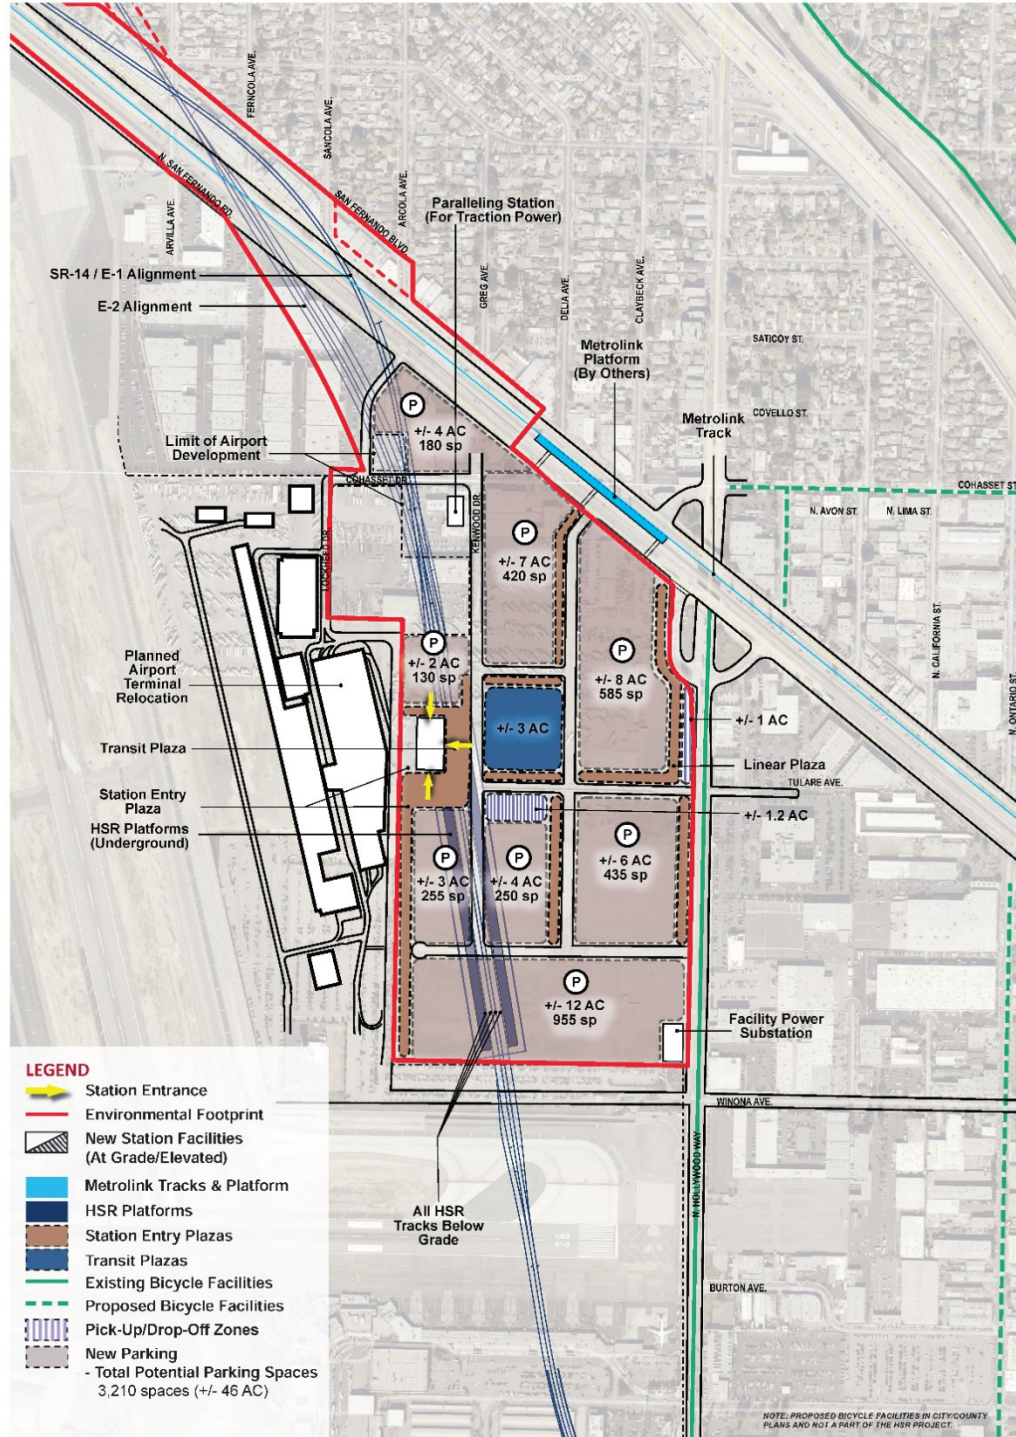 FERNCOLA AVE.
SANCOLA AVE.
N. SAN FERNANDO RD.
ARVILLA AVE.
SAN FERNANDO BLVD.
ARCOLA AVE.
Paralleling Station
(For Traction Power)
SR-14 / E-1 Alignment
E-2 Alignment
GREG AVE.
DELIA AVE.
CLAYBECK AVE.
SATICOY ST.
Metrolink
Platform
(By Others)
COVELLO ST.
Metrolink
Track
P
+/- 4 AC
180 sp
Limit of Airport
Development
COHASSET DR.
COHASSET ST.
N. AVON ST.
N. LIMA ST.
KENWOOD DR.
LOCKHEED DR.
P
+/- 7 AC
420 sp
N. CALIFORNIA ST.
N. ONTARIO ST.
Planned
Airport
Terminal
Relocation
P
+/- 2 AC
130 sp
P
+/- 8 AC
585 sp
+/- 3 AC
+/- 1 AC
Transit Plaza
Linear Plaza
TULARE AVE.
Station Entry
Plaza
+/- 1.2 AC
HSR Platforms
(Underground)
P
+/- 3 AC
255 sp
P
+/- 4 AC
250 sp
P
+/- 6 AC
435 sp
P
+/- 12 AC
955 sp
Facility Power
Substation
WINONA AVE.
N. HOLLYWOOD WAY
All HSR
Tracks Below
Grade
26
BURTON AVE.
LEGEND
Station Entrance
Environmental Footprint
New Station Facilities
(At Grade/Elevated)
Metrolink Tracks & Platform
HSR Platforms
Station Entry Plazas
Transit Plazas
Existing Bicycle Facilities
Proposed Bicycle Facilities
Pick-Up/Drop-Off Zones
New Parking
- Total Potential Parking Spaces
3,210 spaces (+/- 46 AC)
NOTE: PROPOSED BICYCLE FACILITIES IN CITY/COUNTY
PLANS AND NOT A PART OF THE HSR PROJECT.